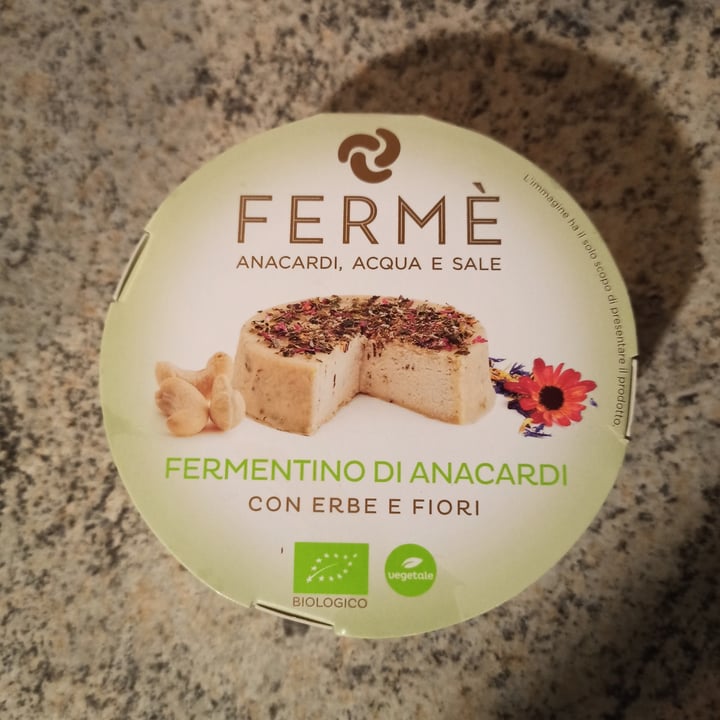 FERMÈ
ANACARDI, ACQUA E SALE
L'immagine ha il solo scopo di presentare il prodotto.
FERMENTINO DI ANACARDI
CON ERBE E FIORI
BIOLOGICO
vegetale